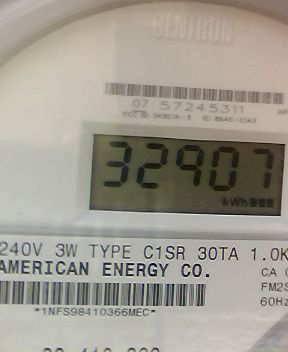 CENTRON
07 57245311
32907
kWh
240V 3W TYPE C1SR 30TA 1.0K
AMERICAN ENERGY CO.
CA
FM2S
60Hz
*1NFS98410366MEC*